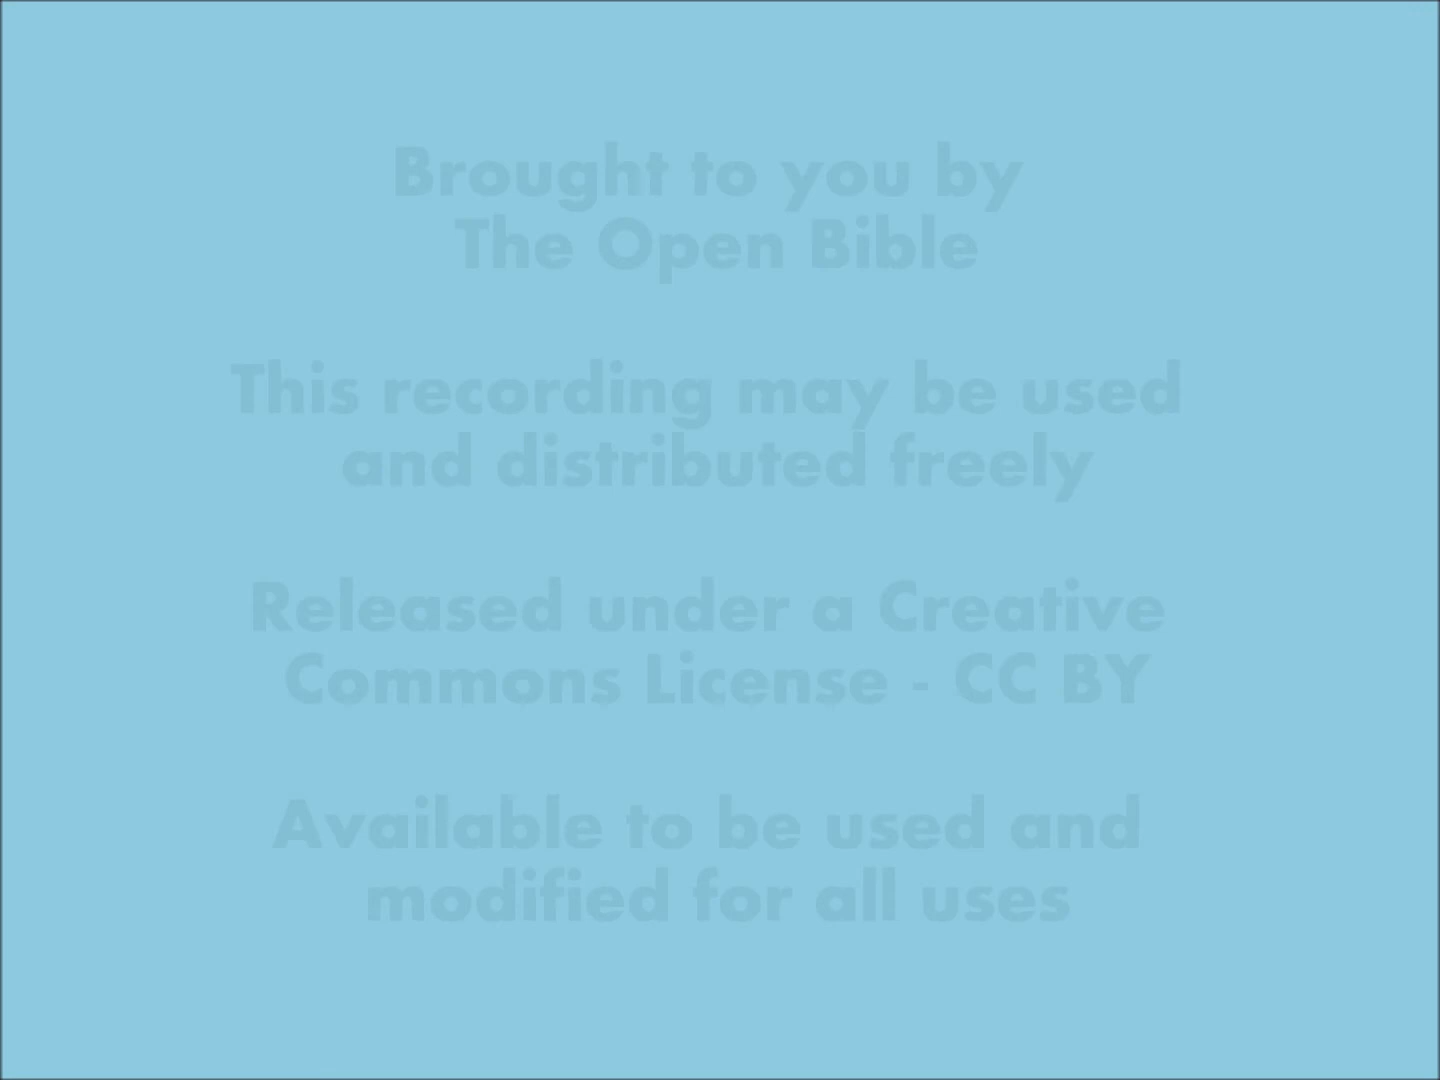 Brought to you by
The Open Bible
This recording may be used
and distributed freely
Released under a Creative
Commons License - CC BY
Available to be used and
modified for all uses